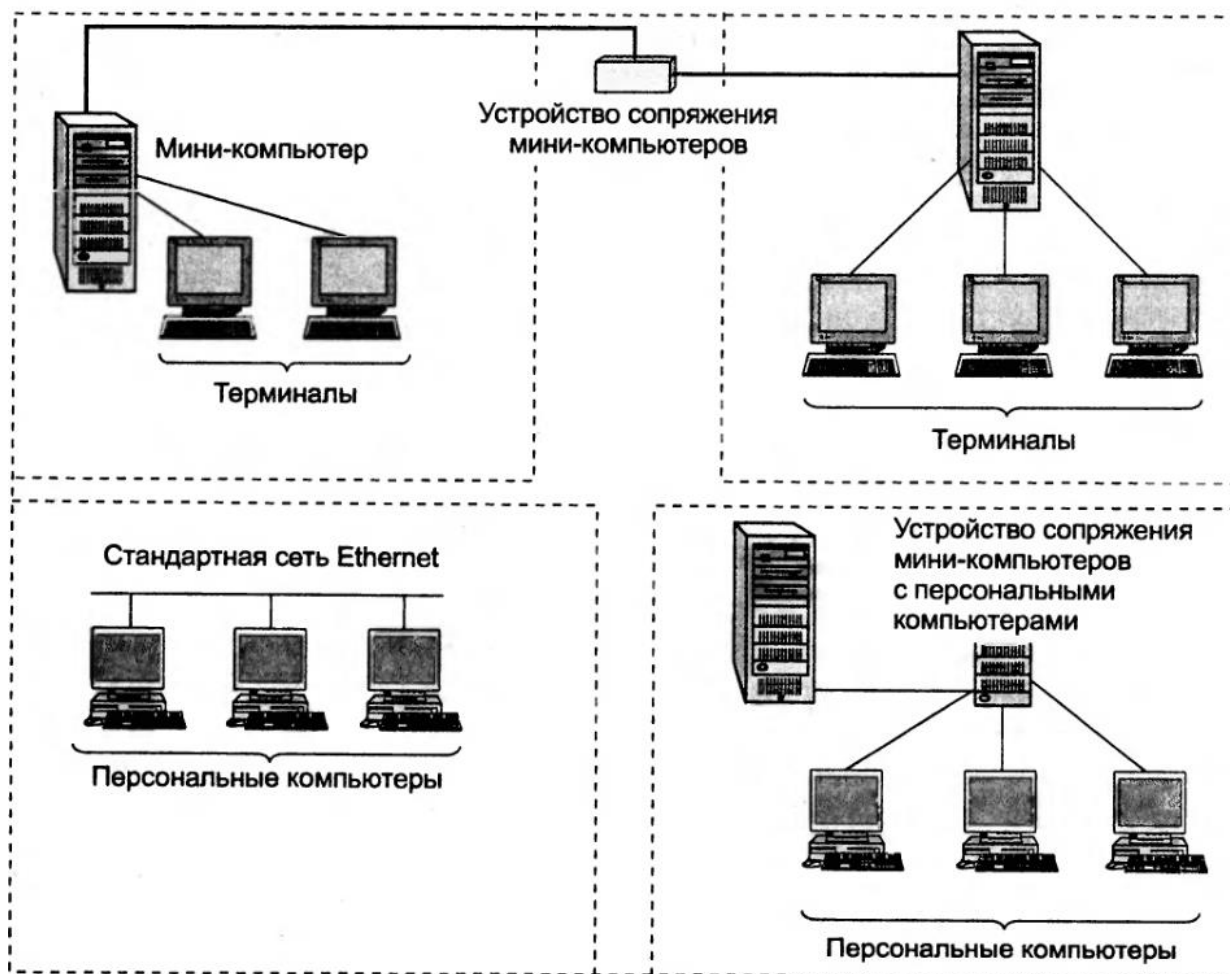 Устройство сопряжения
мини-компьютеров
Мини-компьютер
Терминалы
Терминалы
Стандартная сеть Ethernet
Персональные компьютеры
Устройство сопряжения
мини-компьютеров
с персональными
компьютерами
Персональные компьютеры